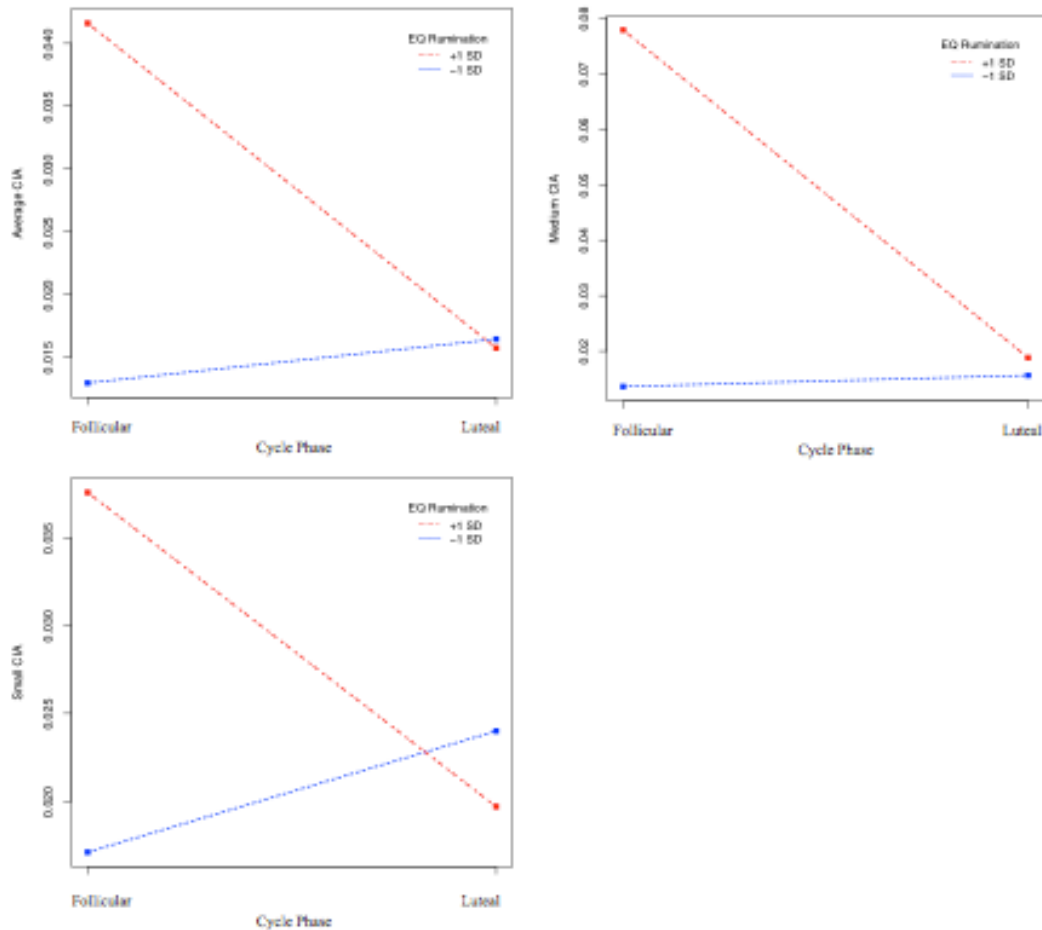 EQ Rumination
+1 SD
−1 SD
Average CIA
0.040
0.035
0.030
0.025
0.020
0.015
Follicular
Luteal
Cycle Phase
EQ Rumination
+1 SD
−1 SD
Medium CIA
0.08
0.07
0.06
0.05
0.04
0.03
0.02
Follicular
Luteal
Cycle Phase
EQ Rumination
+1 SD
−1 SD
Small CIA
0.035
0.030
0.025
0.020
Follicular
Luteal
Cycle Phase